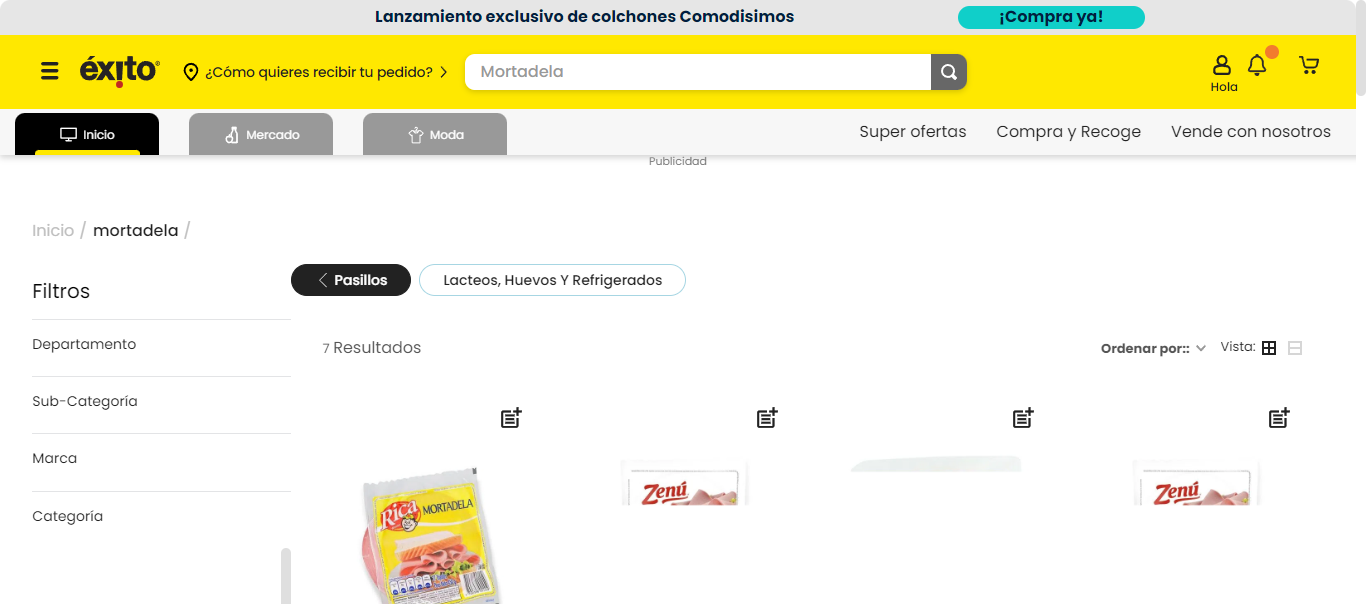 Lanzamiento exclusivo de colchones Comodisimos
¡Compra ya!
éxito
¿Cómo quieres recibir tu pedido?
Mortadela
Hola
Inicio
Mercado
Moda
Super ofertas
Compra y Recoge
Vende con nosotros
Publicidad
Inicio / mortadela /
Filtros
Pasillos
Lacteos, Huevos Y Refrigerados
Departamento
7 Resultados
Ordenar por::
Vista:
Sub-Categoría
Marca
Categoría
Rica
MORTADELA
Zenú
Zenú